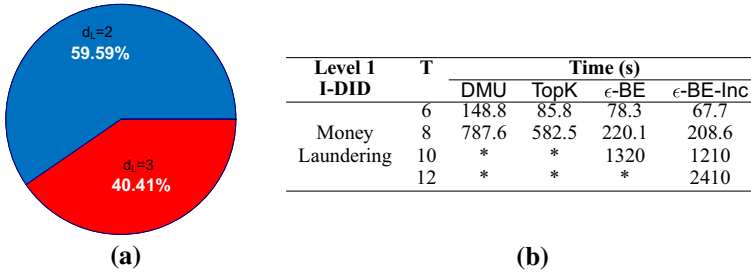 d_L=2
59.59%
d_L=3
40.41%
(a)
Level 1 T Time (s)
I-DID DMU TopK ϵ-BE ϵ-BE-Inc
6 148.8 85.8 78.3 67.7
Money 8 787.6 582.5 220.1 208.6
Laundering 10 * * 1320 1210
12 * * * 2410
(b)